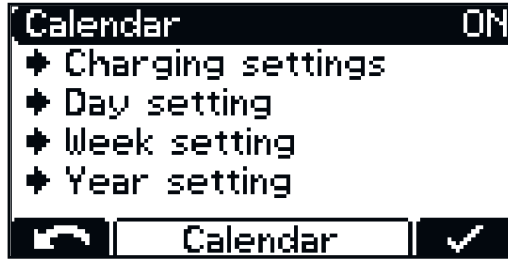 Calendar ON
Charging settings
Day setting
Week setting
Year setting
Calendar